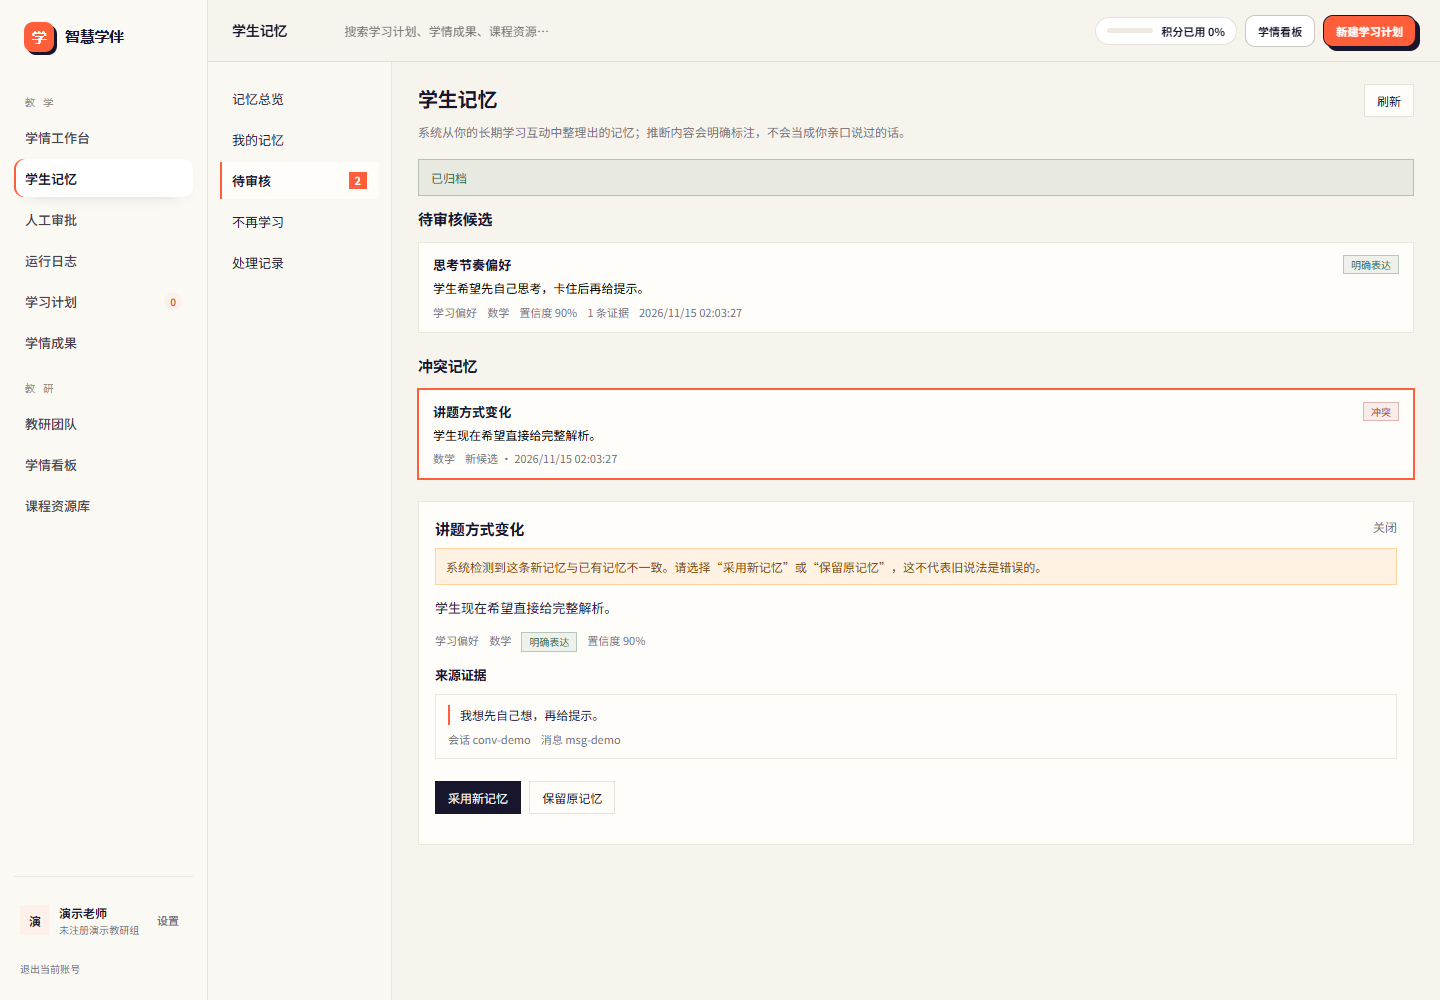 学 智慧学伴
教 学
学情工作台
学生记忆
人工审批
运行日志
学习计划 0
学情成果
教 研
教研团队
学情看板
课程资源库
演 演示老师 设置
未注册演示教研组
退出当前账号
学生记忆 搜索学习计划、学情成果、课程资源… 积分已用 0% 学情看板 新建学习计划
记忆总览
我的记忆
待审核 2
不再学习
处理记录
学生记忆 刷新
系统从你的长期学习互动中整理出的记忆；推断内容会明确标注，不会当成你亲口说过的话。
已归档
待审核候选
思考节奏偏好 明确表达
学生希望先自己思考，卡住后再给提示。
学习偏好 数学 置信度 90% 1 条证据 2026/11/15 02:03:27
冲突记忆
讲题方式变化 冲突
学生现在希望直接给完整解析。
数学 新候选 · 2026/11/15 02:03:27
讲题方式变化 关闭
系统检测到这条新记忆与已有记忆不一致。请选择“采用新记忆”或“保留原记忆”，这不代表旧说法是错误的。
学生现在希望直接给完整解析。
学习偏好 数学 明确表达 置信度 90%
来源证据
我想先自己想，再给提示。
会话 conv-demo 消息 msg-demo
采用新记忆 保留原记忆